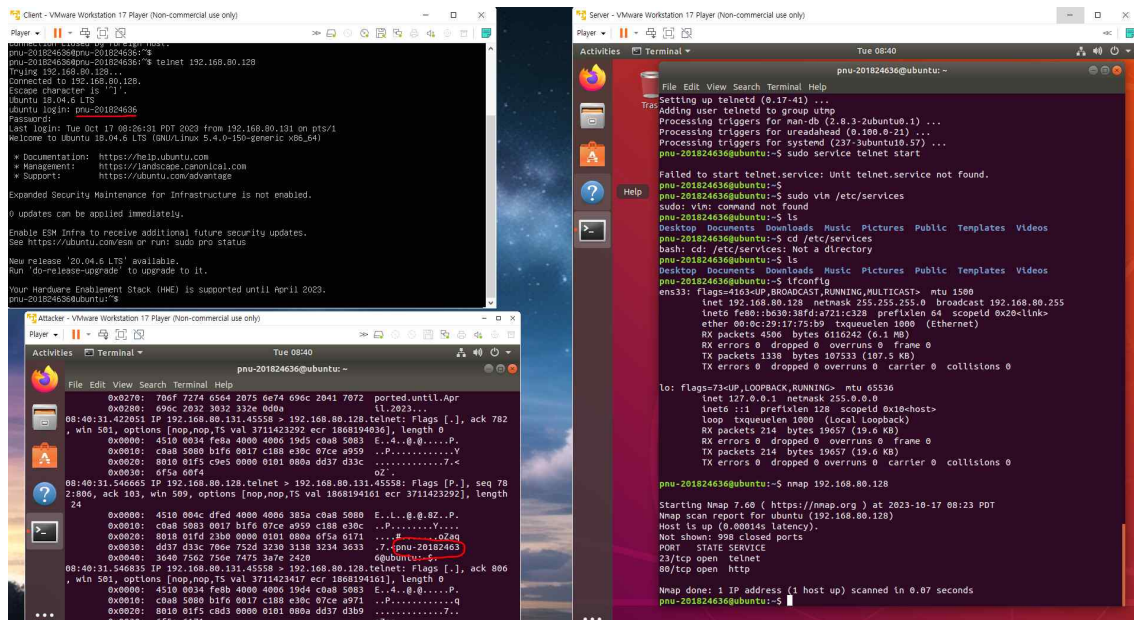 Client - VMware Workstation 17 Player (Non-commercial use only)
Player
connection closed by foreign host.
pnu-201824636@pnu-201824636:~$
pnu-201824636@pnu-201824636:~$ telnet 192.168.80.128
Trying 192.168.80.128...
Connected to 192.168.80.128.
Escape character is '^]'.
Ubuntu 18.04.6 LTS
ubuntu login: pnu-201824636
Password:
Last login: Tue Oct 17 08:26:31 PDT 2023 from 192.168.80.131 on pts/1
Welcome to Ubuntu 18.04.6 LTS (GNU/Linux 5.4.0-150-generic x86_64)
* Documentation: https://help.ubuntu.com
* Management: https://landscape.canonical.com
* Support: https://ubuntu.com/advantage
Expanded Security Maintenance for Infrastructure is not enabled.
0 updates can be applied immediately.
Enable ESM Infra to receive additional future security updates.
See https://ubuntu.com/esm or run: sudo pro status
New release '20.04.6 LTS' available.
Run 'do-release-upgrade' to upgrade to it.
Your Hardware Enablement Stack (HWE) is supported until April 2023.
pnu-201824636@ubuntu:~$
Attacker - VMware Workstation 17 Player (Non-commercial use only)
Player
Activities Terminal Tue 08:40
pnu-201824636@ubuntu: ~
File Edit View Search Terminal Help
0x0270: 706f 7274 6564 2075 6e74 696c 2041 7072 ported.until.Apr
0x0280: 696c 2032 3032 332e 0d0a il.2023...
08:40:31.422051 IP 192.168.80.131.45558 > 192.168.80.128.telnet: Flags [.], ack 782
, win 501, options [nop,nop,TS val 3711423292 ecr 1868194036], length 0
0x0000: 4510 0034 fe8a 4000 4006 19d5 c0a8 5083 E..4..@.@.....P.
0x0010: c0a8 5080 b1f6 0017 c188 e30c 07ce a959 ..P............Y
0x0020: 8010 01f5 c9e5 0000 0101 080a dd37 d33c .............7.<
0x0030: 6f5a 60f4 oZ`.
08:40:31.546665 IP 192.168.80.128.telnet > 192.168.80.131.45558: Flags [P.], seq 78
2:806, ack 103, win 509, options [nop,nop,TS val 1868194161 ecr 3711423292], length
24
0x0000: 4510 004c dfed 4000 4006 385a c0a8 5080 E..L..@.@.8Z..P.
0x0010: c0a8 5083 0017 b1f6 07ce a959 c188 e30c ..P........Y....
0x0020: 8018 01fd 23b0 0000 0101 080a 6f5a 6171 ....#.......oZaq
0x0030: dd37 d33c 706e 752d 3230 3138 3234 3633 .7.<pnu-20182463
0x0040: 3640 7562 756e 7475 3a7e 2420 6@ubuntu:~$.
08:40:31.546835 IP 192.168.80.131.45558 > 192.168.80.128.telnet: Flags [.], ack 806
, win 501, options [nop,nop,TS val 3711423417 ecr 1868194161], length 0
0x0000: 4510 0034 fe8b 4000 4006 19d4 c0a8 5083 E..4..@.@.....P.
0x0010: c0a8 5080 b1f6 0017 c188 e30c 07ce a971 ..P............q
0x0020: 8010 01f5 c8d3 0000 0101 080a dd37 d3b9 .............7..
Server - VMware Workstation 17 Player (Non-commercial use only)
Player
Activities Terminal Tue 08:40
pnu-201824636@ubuntu: ~
File Edit View Search Terminal Help
Tras
Help
Setting up telnetd (0.17-41) ...
Adding user telnetd to group utmp
Processing triggers for man-db (2.8.3-2ubuntu0.1) ...
Processing triggers for ureadahead (0.100.0-21) ...
Processing triggers for systemd (237-3ubuntu10.57) ...
pnu-201824636@ubuntu:~$ sudo service telnet start
Failed to start telnet.service: Unit telnet.service not found.
pnu-201824636@ubuntu:~$
pnu-201824636@ubuntu:~$ sudo vim /etc/services
sudo: vim: command not found
pnu-201824636@ubuntu:~$ ls
Desktop Documents Downloads Music Pictures Public Templates Videos
pnu-201824636@ubuntu:~$ cd /etc/services
bash: cd: /etc/services: Not a directory
pnu-201824636@ubuntu:~$ ls
Desktop Documents Downloads Music Pictures Public Templates Videos
pnu-201824636@ubuntu:~$ ifconfig
ens33: flags=4163<UP,BROADCAST,RUNNING,MULTICAST> mtu 1500
inet 192.168.80.128 netmask 255.255.255.0 broadcast 192.168.80.255
inet6 fe80::b630:38fd:a721:c328 prefixlen 64 scopeid 0x20<link>
ether 00:0c:29:17:75:b9 txqueuelen 1000 (Ethernet)
RX packets 4506 bytes 6116242 (6.1 MB)
RX errors 0 dropped 0 overruns 0 frame 0
TX packets 1338 bytes 107533 (107.5 KB)
TX errors 0 dropped 0 overruns 0 carrier 0 collisions 0
lo: flags=73<UP,LOOPBACK,RUNNING> mtu 65536
inet 127.0.0.1 netmask 255.0.0.0
inet6 ::1 prefixlen 128 scopeid 0x10<host>
loop txqueuelen 1000 (Local Loopback)
RX packets 214 bytes 19657 (19.6 KB)
RX errors 0 dropped 0 overruns 0 frame 0
TX packets 214 bytes 19657 (19.6 KB)
TX errors 0 dropped 0 overruns 0 carrier 0 collisions 0
pnu-201824636@ubuntu:~$ nmap 192.168.80.128
Starting Nmap 7.60 ( https://nmap.org ) at 2023-10-17 08:23 PDT
Nmap scan report for ubuntu (192.168.80.128)
Host is up (0.00014s latency).
Not shown: 998 closed ports
PORT STATE SERVICE
23/tcp open telnet
80/tcp open http
Nmap done: 1 IP address (1 host up) scanned in 0.07 seconds
pnu-201824636@ubuntu:~$